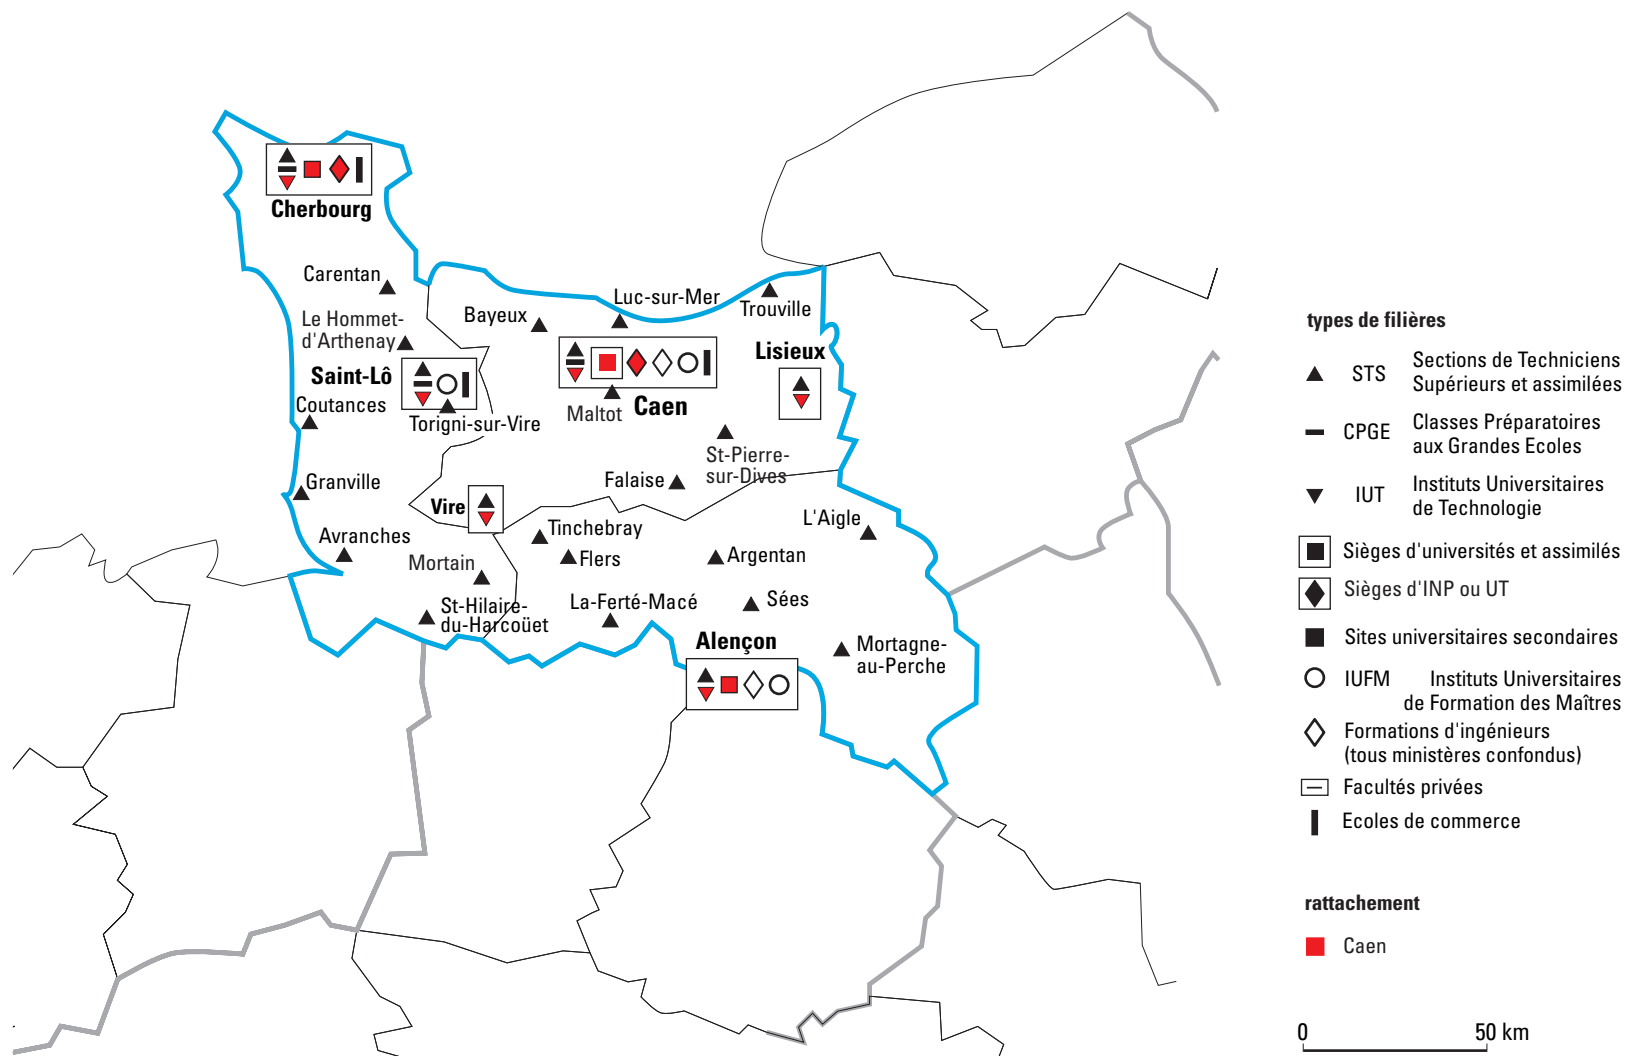 Cherbourg
Carentan
Le Hommet-
d'Arthenay
Saint-Lô
Coutances
Torigni-sur-Vire
Granville
Avranches
Mortain
St-Hilaire-
du-Harcoüet
Vire
Bayeux
Luc-sur-Mer
Trouville
Lisieux
Maltot
Caen
St-Pierre-
sur-Dives
Falaise
Tinchebray
Flers
La-Ferté-Macé
Argentan
L'Aigle
Sées
Alençon
Mortagne-
au-Perche
types de filières
STS Sections de Techniciens
Supérieurs et assimilées
CPGE Classes Préparatoires
aux Grandes Ecoles
IUT Instituts Universitaires
de Technologie
Sièges d'universités et assimilés
Sièges d'INP ou UT
Sites universitaires secondaires
IUFM Instituts Universitaires
de Formation des Maîtres
Formations d'ingénieurs
(tous ministères confondus)
Facultés privées
Ecoles de commerce
rattachement
Caen
0 50 km